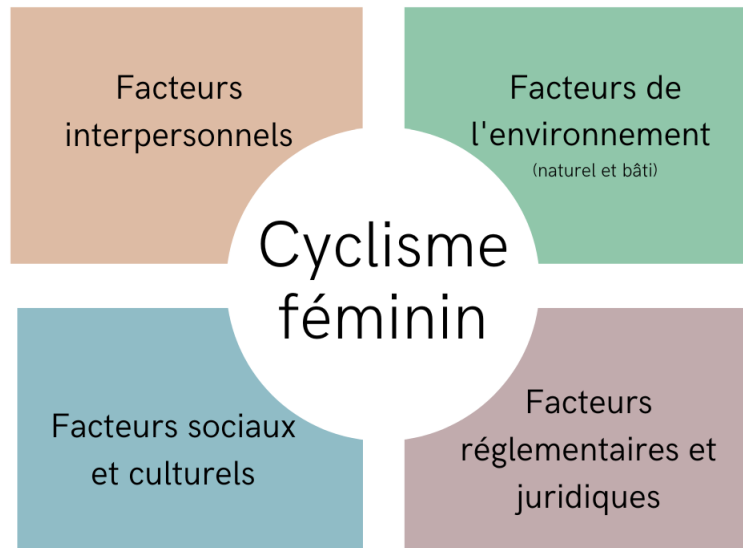 Facteurs
interpersonnels
Facteurs de
l'environnement
(naturel et bâti)
Cyclisme
féminin
Facteurs sociaux
et culturels
Facteurs
réglementaires et
juridiques